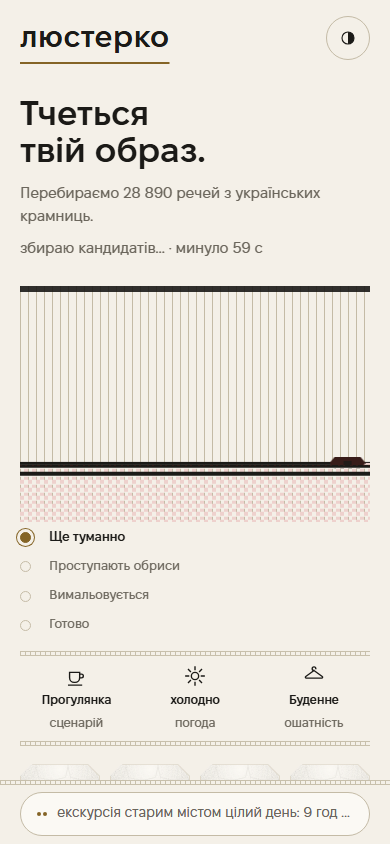 люстерко
Тчеться
твій образ.
Перебираємо 28 890 речей з українських
крамниць.
збираю кандидатів... · минуло 59 с
Ще туманно
Проступають обриси
Вимальовується
Готово
Прогулянка холодно Буденне
сценарій погода ошатність
екскурсія старим містом цілий день: 9 год ...